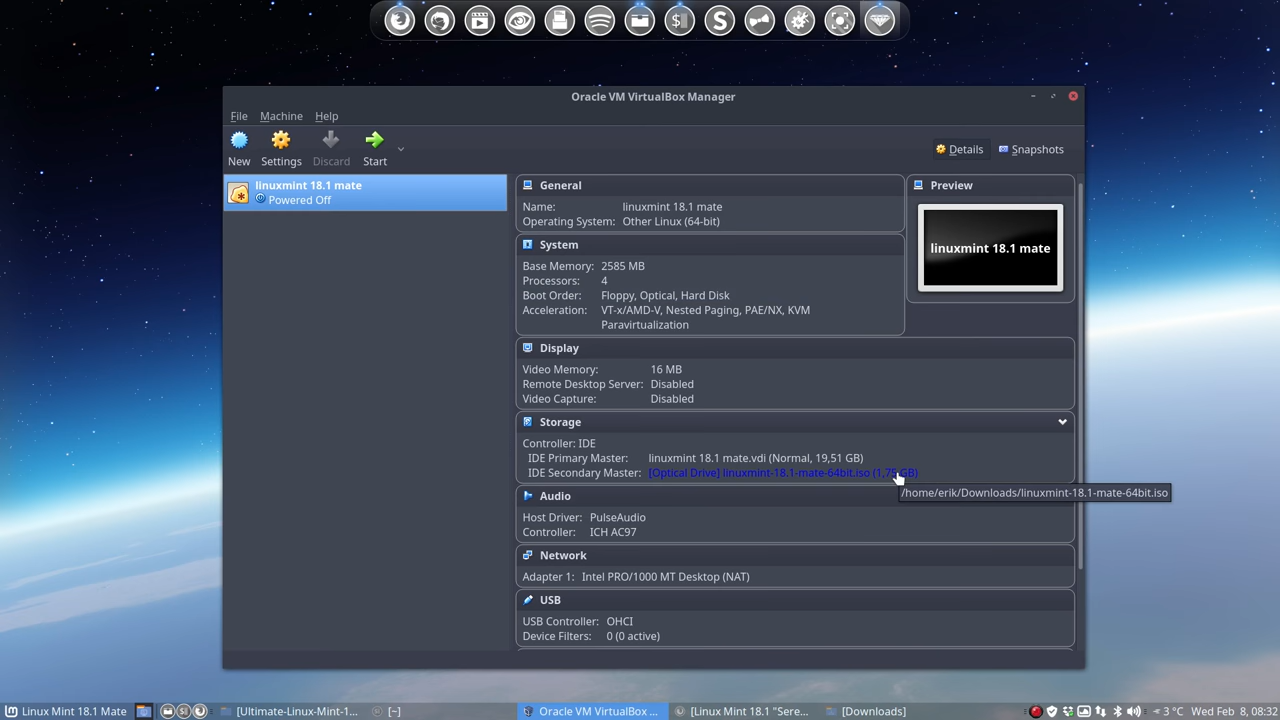 Oracle VM VirtualBox Manager
File Machine Help
New Settings Discard Start
Details Snapshots
linuxmint 18.1 mate
Powered Off
General
Name: linuxmint 18.1 mate
Operating System: Other Linux (64-bit)
Preview
linuxmint 18.1 mate
System
Base Memory: 2585 MB
Processors: 4
Boot Order: Floppy, Optical, Hard Disk
Acceleration: VT-x/AMD-V, Nested Paging, PAE/NX, KVM
Paravirtualization
Display
Video Memory: 16 MB
Remote Desktop Server: Disabled
Video Capture: Disabled
Storage
Controller: IDE
IDE Primary Master: linuxmint 18.1 mate.vdi (Normal, 19,51 GB)
IDE Secondary Master: [Optical Drive] linuxmint-18.1-mate-64bit.iso (1,75 GB)
/home/erik/Downloads/linuxmint-18.1-mate-64bit.iso
Audio
Host Driver: PulseAudio
Controller: ICH AC97
Network
Adapter 1: Intel PRO/1000 MT Desktop (NAT)
USB
USB Controller: OHCI
Device Filters: 0 (0 active)
Linux Mint 18.1 Mate [Ultimate-Linux-Mint-1... [~] Oracle VM VirtualBox ... [Linux Mint 18.1 "Sere... [Downloads] 3 °C Wed Feb 8, 08:32